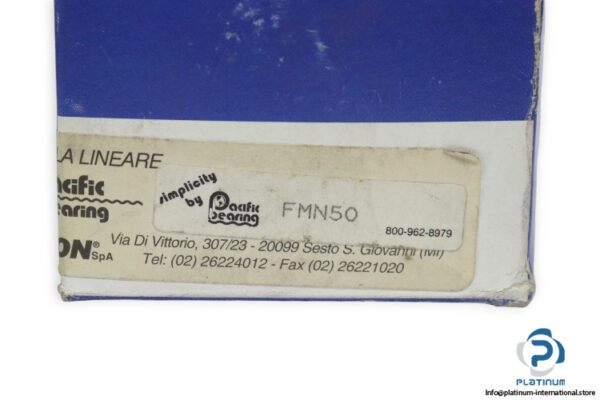 LA LINEARE
acific
earing
simplicity
by
Pacific
bearing
FMN50
800-962-8979
ON® SpA
Via Di Vittorio, 307/23 - 20099 Sesto S. Giovanni (MI)
Tel: (02) 26224012 - Fax (02) 26221020
PLATINUM
info@platinum-international.store